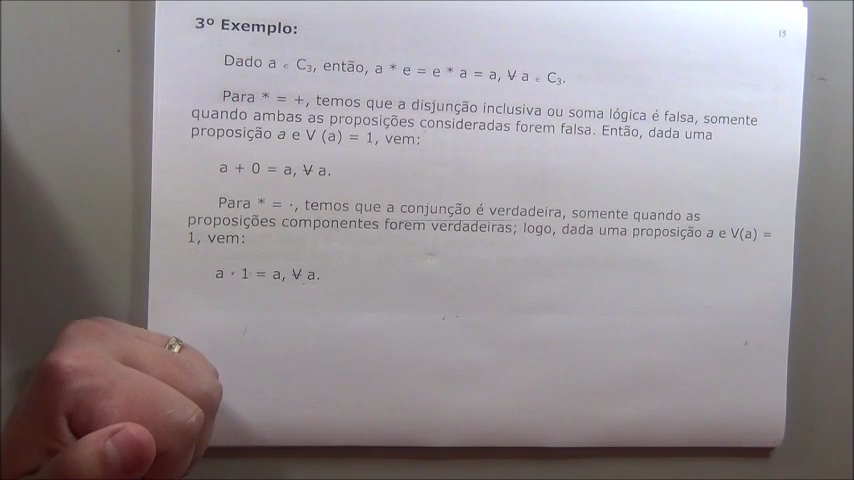 15
3º Exemplo:
Dado a ∈ C₃, então, a * e = e * a = a, ∀ a ∈ C₃.
Para * = +, temos que a disjunção inclusiva ou soma lógica é falsa, somente
quando ambas as proposições consideradas forem falsa. Então, dada uma
proposição a e V (a) = 1, vem:
a + 0 = a, ∀ a.
Para * = ·, temos que a conjunção é verdadeira, somente quando as
proposições componentes forem verdadeiras; logo, dada uma proposição a e V(a) =
1, vem:
a · 1 = a, ∀ a.